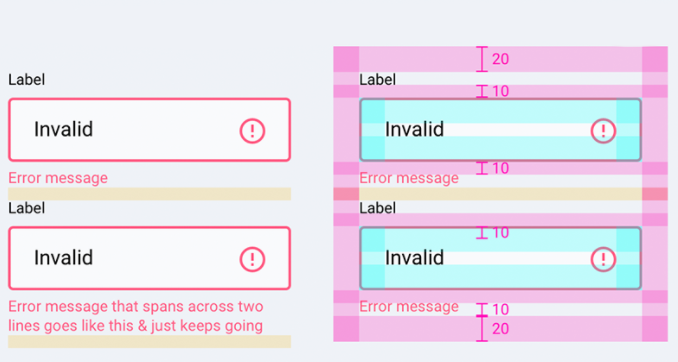 Label
Invalid
Error message
Label
Invalid
Error message that spans across two
lines goes like this & just keeps going
20
Label
10
Invalid
10
Error message
Label
10
Invalid
Error message
10
20